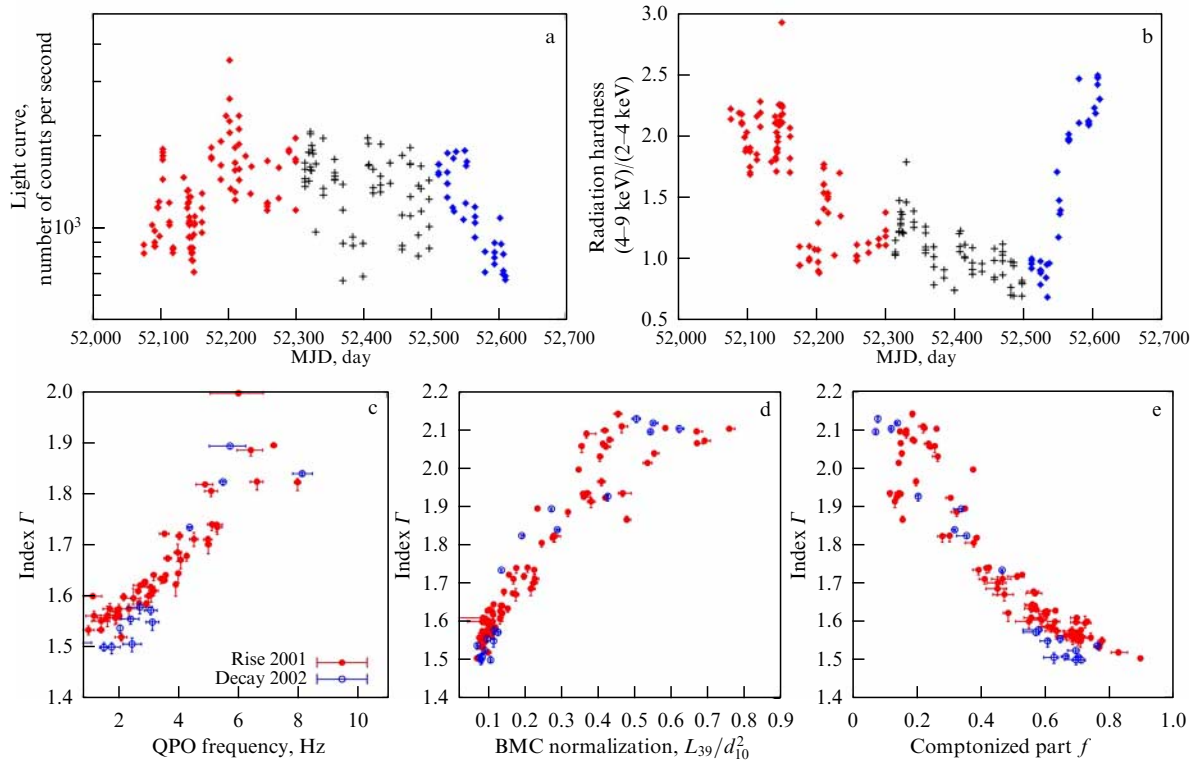 a
Light curve,
number of counts per second
10³
52,000 52,100 52,200 52,300 52,400 52,500 52,600 52,700
MJD, day
b
Radiation hardness
(4–9 keV)/(2–4 keV)
3.0
2.5
2.0
1.5
1.0
0.5
52,000 52,100 52,200 52,300 52,400 52,500 52,600 52,700
MJD, day
c
Index Γ
2.0
1.9
1.8
1.7
1.6
1.5
1.4
Rise 2001
Decay 2002
2 4 6 8 10
QPO frequency, Hz
d
Index Γ
2.2
2.1
2.0
1.9
1.8
1.7
1.6
1.5
1.4
0.1 0.2 0.3 0.4 0.5 0.6 0.7 0.8 0.9
BMC normalization, L₃₉/d²₁₀
e
Index Γ
2.2
2.1
2.0
1.9
1.8
1.7
1.6
1.5
1.4
0 0.2 0.4 0.6 0.8 1.0
Comptonized part f